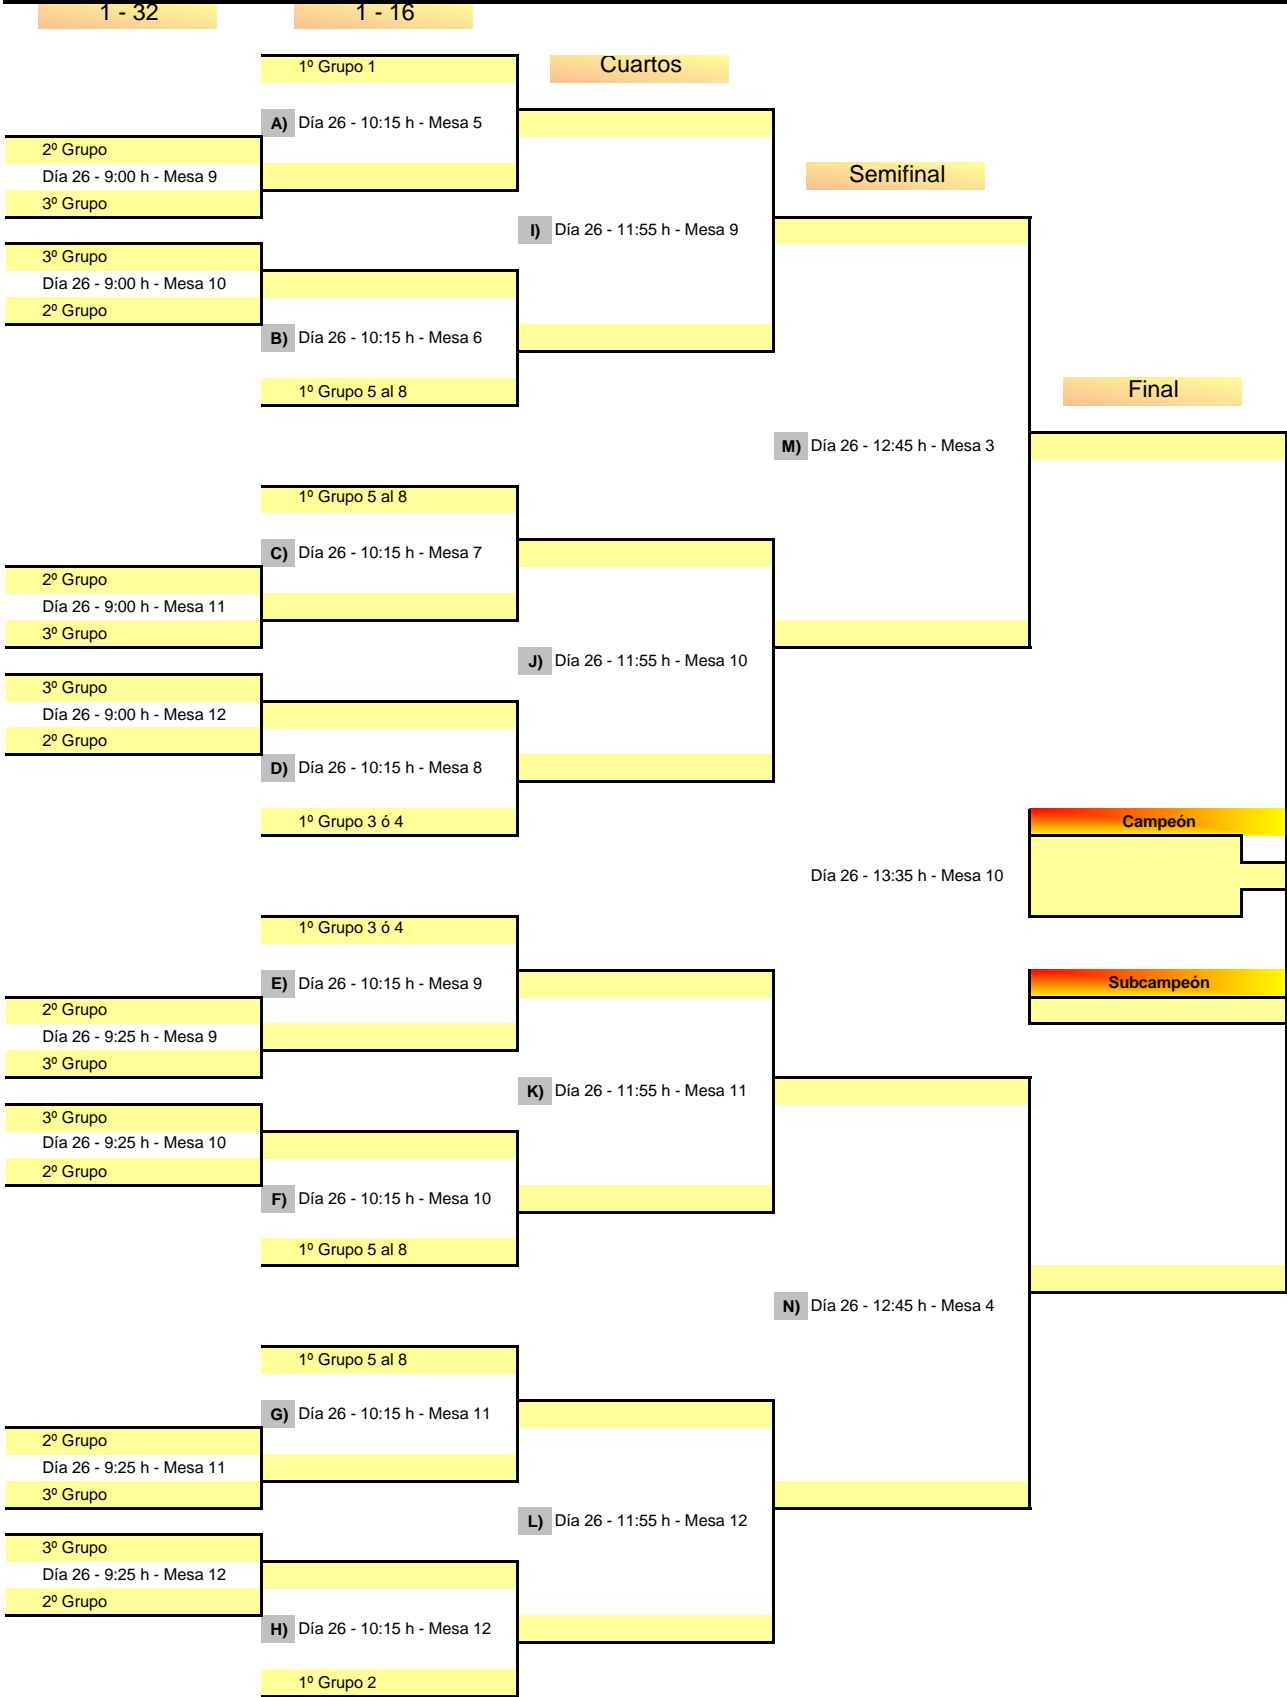 1 - 32
1 - 16
1º Grupo 1
Cuartos
A) Día 26 - 10:15 h - Mesa 5
2º Grupo
Día 26 - 9:00 h - Mesa 9
3º Grupo
Semifinal
I) Día 26 - 11:55 h - Mesa 9
3º Grupo
Día 26 - 9:00 h - Mesa 10
2º Grupo
B) Día 26 - 10:15 h - Mesa 6
1º Grupo 5 al 8
Final
M) Día 26 - 12:45 h - Mesa 3
1º Grupo 5 al 8
C) Día 26 - 10:15 h - Mesa 7
2º Grupo
Día 26 - 9:00 h - Mesa 11
3º Grupo
J) Día 26 - 11:55 h - Mesa 10
3º Grupo
Día 26 - 9:00 h - Mesa 12
2º Grupo
D) Día 26 - 10:15 h - Mesa 8
1º Grupo 3 ó 4
Campeón
Día 26 - 13:35 h - Mesa 10
1º Grupo 3 ó 4
E) Día 26 - 10:15 h - Mesa 9
Subcampeón
2º Grupo
Día 26 - 9:25 h - Mesa 9
3º Grupo
K) Día 26 - 11:55 h - Mesa 11
3º Grupo
Día 26 - 9:25 h - Mesa 10
2º Grupo
F) Día 26 - 10:15 h - Mesa 10
1º Grupo 5 al 8
N) Día 26 - 12:45 h - Mesa 4
1º Grupo 5 al 8
G) Día 26 - 10:15 h - Mesa 11
2º Grupo
Día 26 - 9:25 h - Mesa 11
3º Grupo
L) Día 26 - 11:55 h - Mesa 12
3º Grupo
Día 26 - 9:25 h - Mesa 12
2º Grupo
H) Día 26 - 10:15 h - Mesa 12
1º Grupo 2